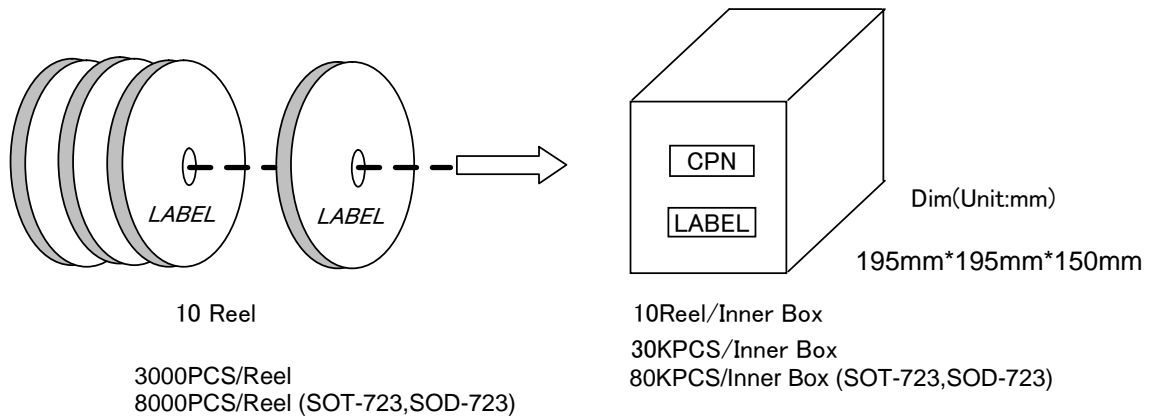 LABEL
LABEL
CPN
LABEL
Dim(Unit:mm)
195mm*195mm*150mm
10 Reel
3000PCS/Reel
8000PCS/Reel (SOT-723,SOD-723)
10Reel/Inner Box
30KPCS/Inner Box
80KPCS/Inner Box (SOT-723,SOD-723)